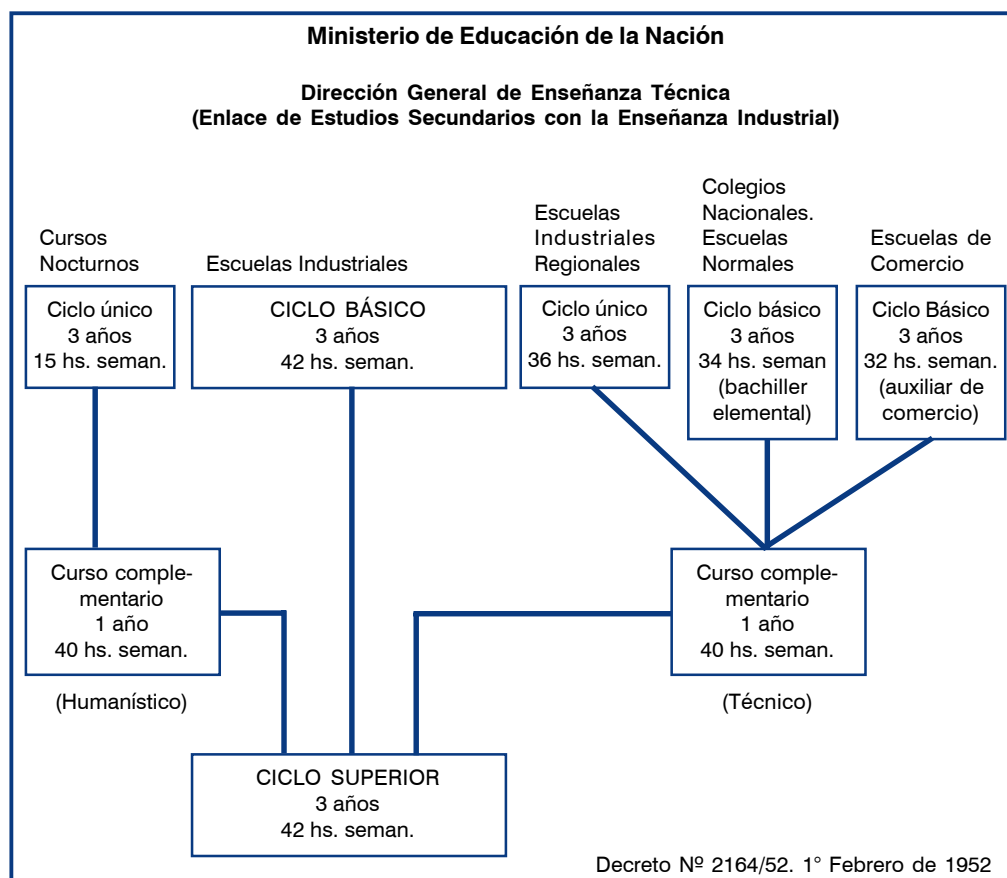 Ministerio de Educación de la Nación
Dirección General de Enseñanza Técnica
(Enlace de Estudios Secundarios con la Enseñanza Industrial)
Cursos
Nocturnos
Escuelas Industriales
Escuelas
Industriales
Regionales
Colegios
Nacionales.
Escuelas
Normales
Escuelas de
Comercio
Ciclo único
3 años
15 hs. seman.
CICLO BÁSICO
3 años
42 hs. seman.
Ciclo único
3 años
36 hs. seman.
Ciclo básico
3 años
34 hs. seman
(bachiller
elemental)
Ciclo Básico
3 años
32 hs. seman.
(auxiliar de
comercio)
Curso comple-
mentario
1 año
40 hs. seman.
(Humanístico)
Curso comple-
mentario
1 año
40 hs. seman.
(Técnico)
CICLO SUPERIOR
3 años
42 hs. seman.
Decreto Nº 2164/52. 1° Febrero de 1952